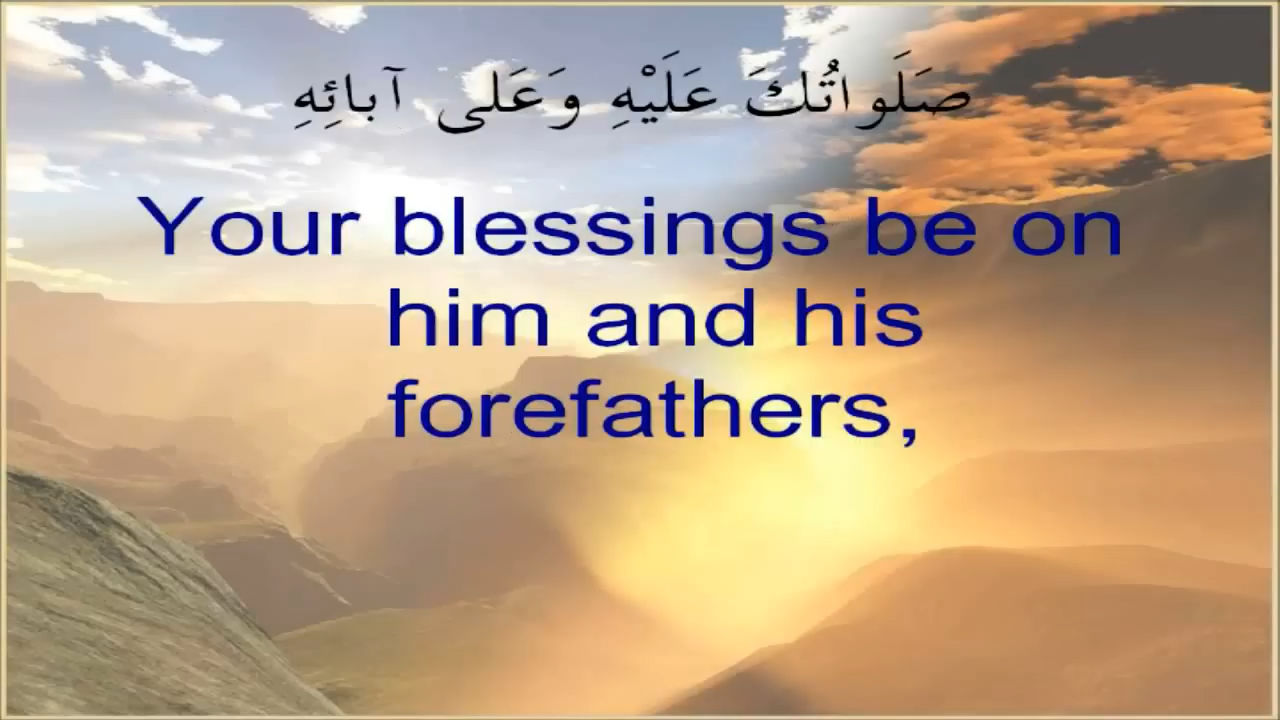 صَلَواتُكَ عَلَيْهِ وَعَلى آبائِهِ
Your blessings be on
him and his
forefathers,